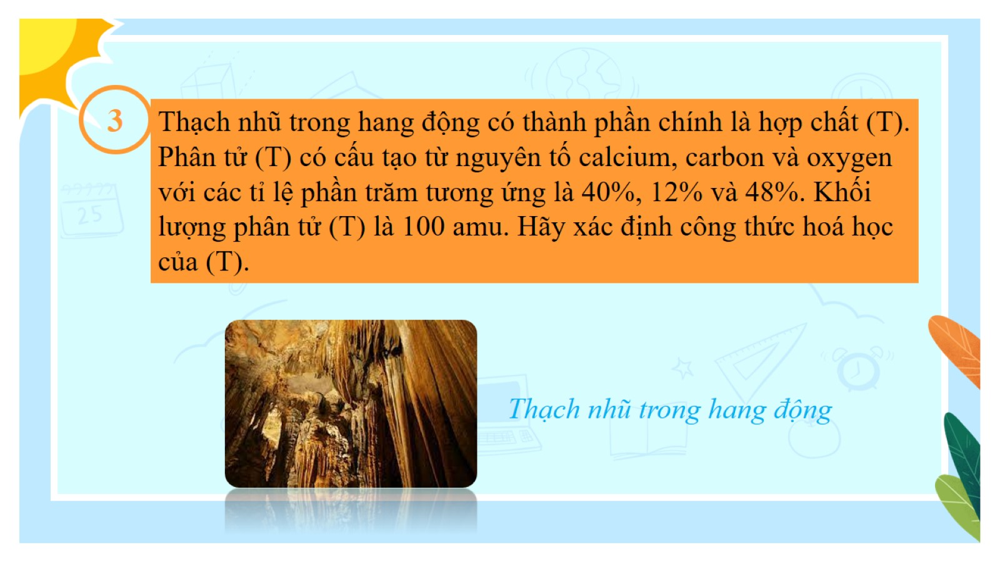 3
Thạch nhũ trong hang động có thành phần chính là hợp chất (T).
Phân tử (T) có cấu tạo từ nguyên tố calcium, carbon và oxygen
với các tỉ lệ phần trăm tương ứng là 40%, 12% và 48%. Khối
lượng phân tử (T) là 100 amu. Hãy xác định công thức hoá học
của (T).
25
Thạch nhũ trong hang động